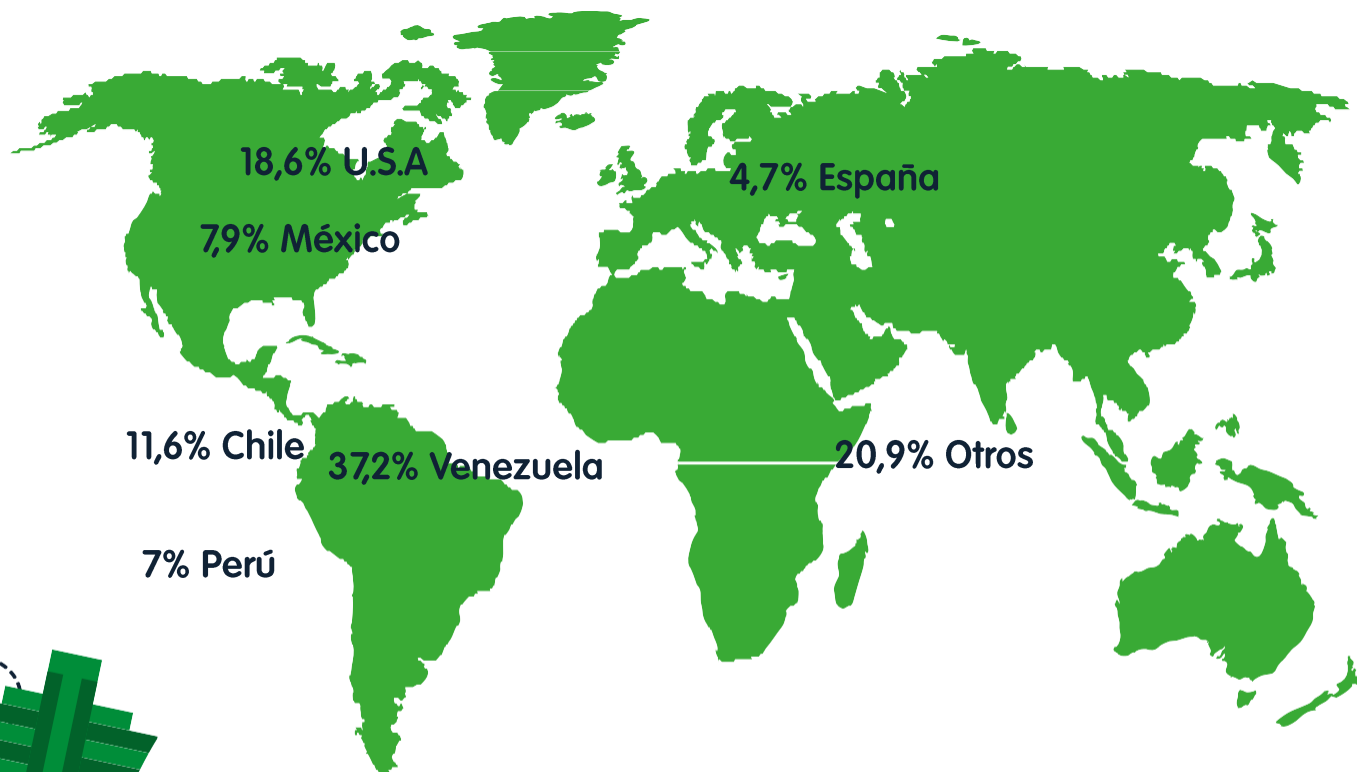 18,6% U.S.A
4,7% España
7,9% México
11,6% Chile
37,2% Venezuela
20,9% Otros
7% Perú